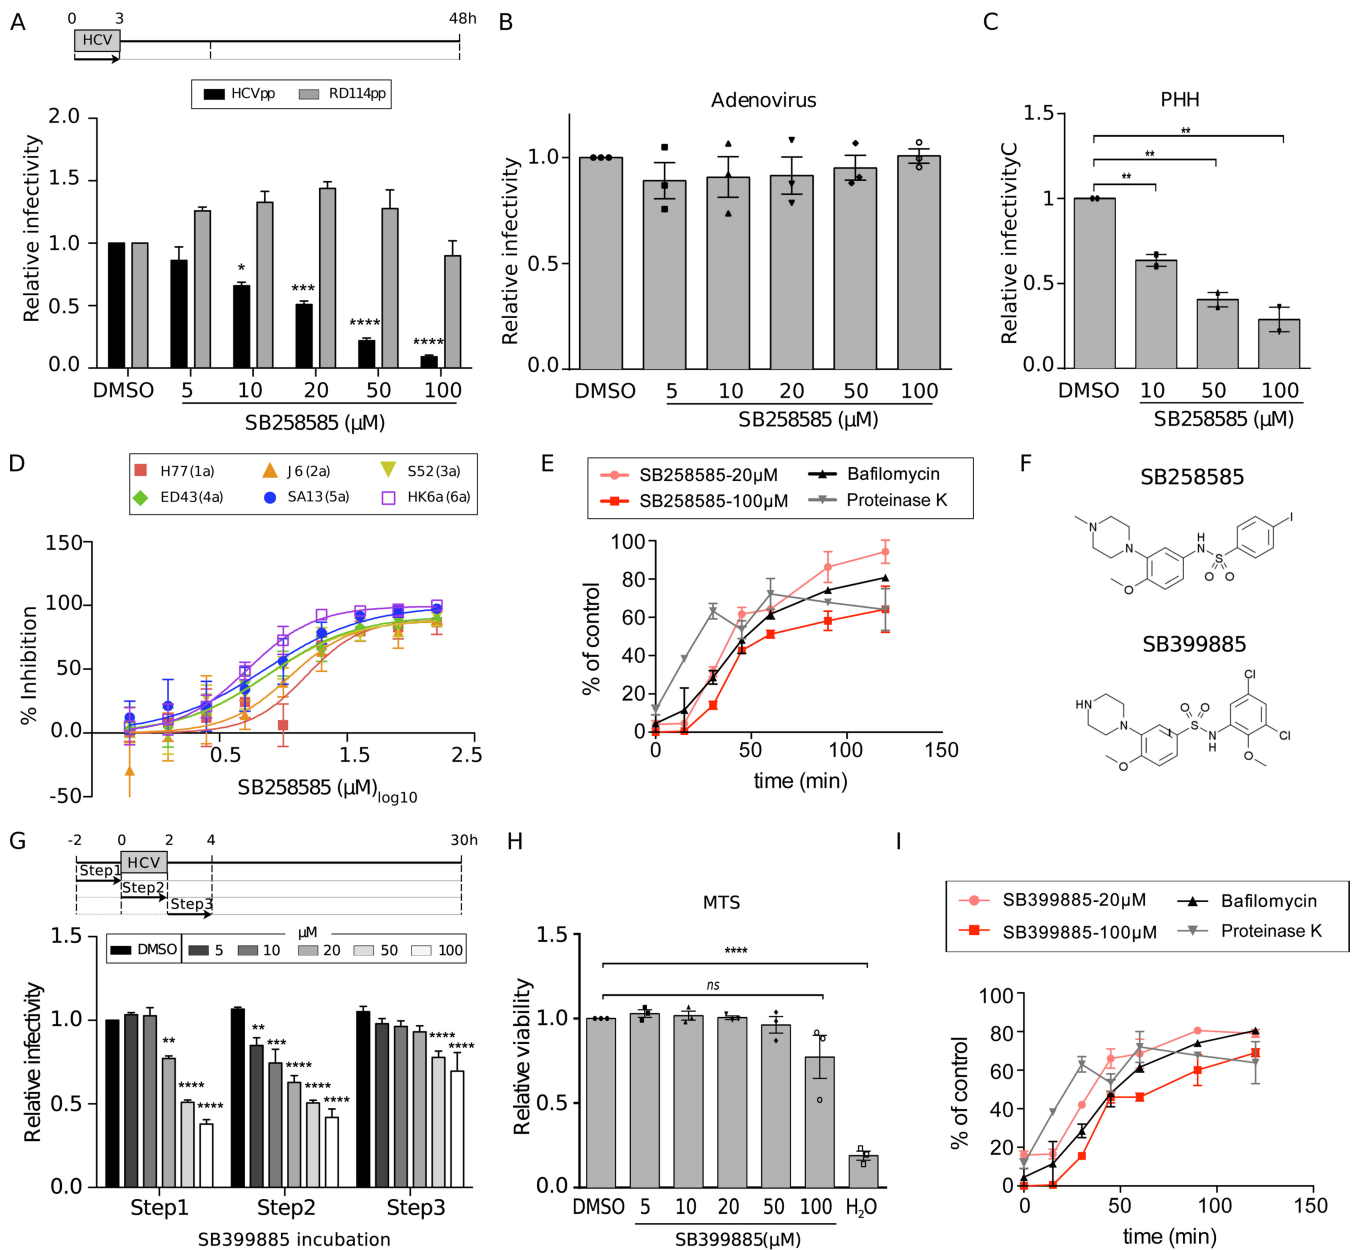 A
0 3 48h
HCV
HCVpp RD114pp
Relative infectivity
2.0
1.5
1.0
0.5
0.0
*
***
****
****
DMSO 5 10 20 50 100
SB258585 (µM)
B
Adenovirus
Relative infectivity
1.0
0.5
0.0
DMSO 5 10 20 50 100
SB258585 (µM)
C
PHH
Relative infectivityC
1.5
1
0.5
0.0
**
**
**
DMSO 10 50 100
SB258585 (µM)
D
H77(1a) J6(2a) S52(3a)
ED43(4a) SA13(5a) HK6a(6a)
% Inhibition
150
100
50
0.0
-50
0.5 1.5 2.5
SB258585 (µM)log10
E
SB258585-20µM Bafilomycin
SB258585-100µM Proteinase K
% of control
100
80
60
40
20
0
0 50 100 150
time (min)
F
SB258585
N
N
O
H
N
S
O O
I
SB399885
HN
N
O
O O
S
I
N
H
Cl
Cl
O
G
-2 0 2 4 30h
HCV
Step1
Step2
Step3
µM
DMSO 5 10 20 50 100
Relative infectivity
1.5
1.0
0.5
0.0
** **** ****
** *** **** **** ****
**** ****
Step1 Step2 Step3
SB399885 incubation
H
MTS
Relative viability
1.5
1.0
0.5
0.0
****
ns
DMSO 5 10 20 50 100 H2O
SB399885(µM)
I
SB399885-20µM Bafilomycin
SB399885-100µM Proteinase K
% of control
100
80
60
40
20
0
0 50 100 150
time (min)